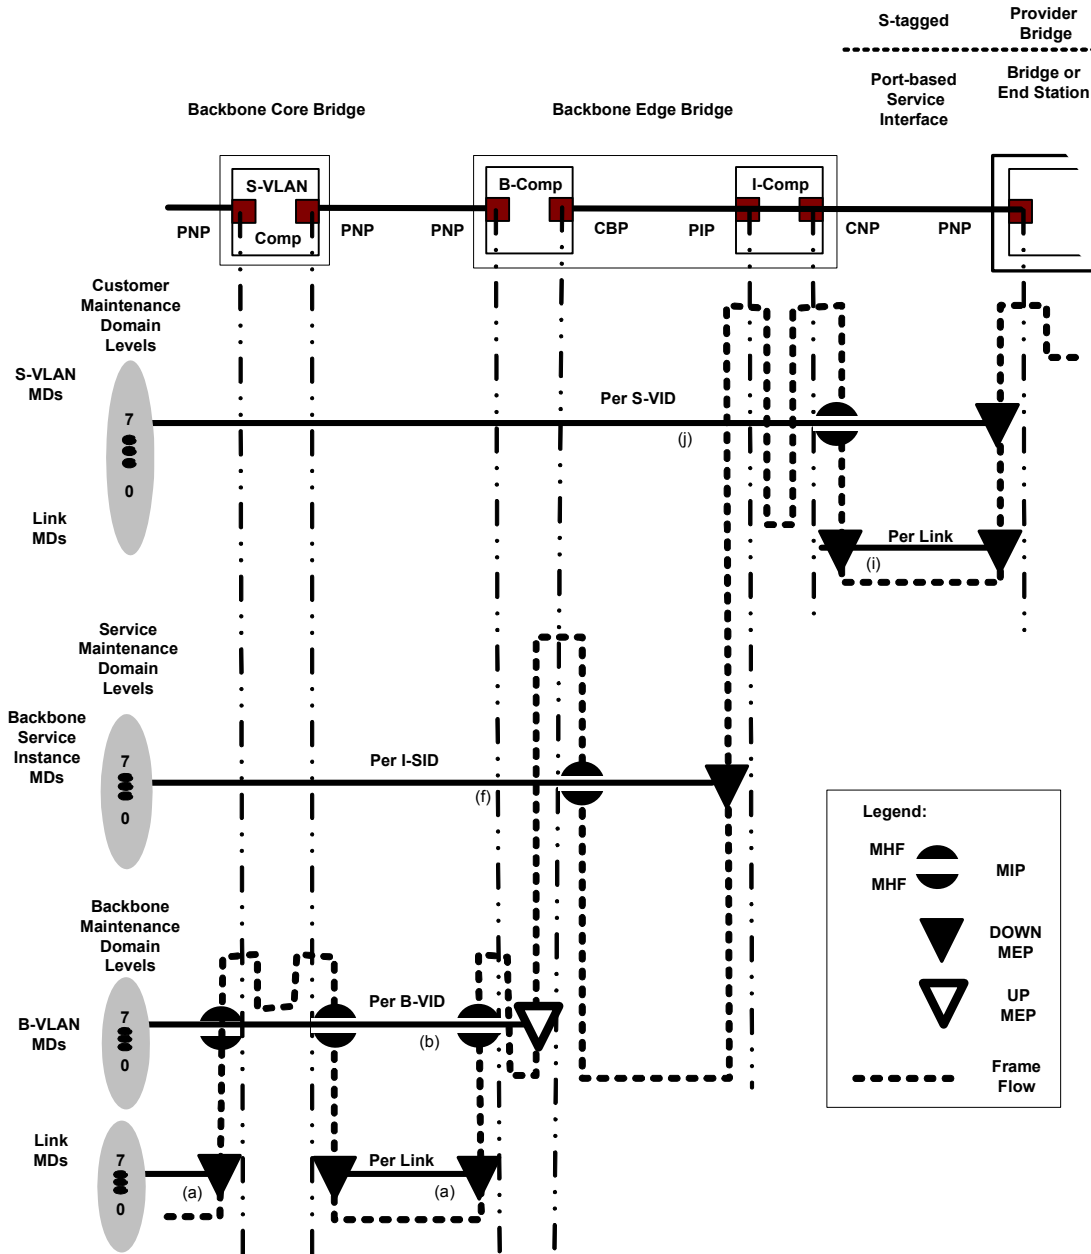 S-tagged
Provider
Bridge
Port-based
Service
Interface
Bridge or
End Station
Backbone Core Bridge
Backbone Edge Bridge
S-VLAN
Comp
B-Comp
I-Comp
PNP
PNP
PNP
CBP
PIP
CNP
PNP
Customer
Maintenance
Domain
Levels
S-VLAN
MDs
7
0
Link
MDs
Per S-VID
(j)
Per Link
(i)
Service
Maintenance
Domain
Levels
Backbone
Service
Instance
MDs
7
0
Per I-SID
(f)
Backbone
Maintenance
Domain
Levels
B-VLAN
MDs
7
0
Per B-VID
(b)
Link
MDs
7
0
(a)
Per Link
(a)
Legend:
MHF
MHF
MIP
DOWN
MEP
UP
MEP
Frame
Flow